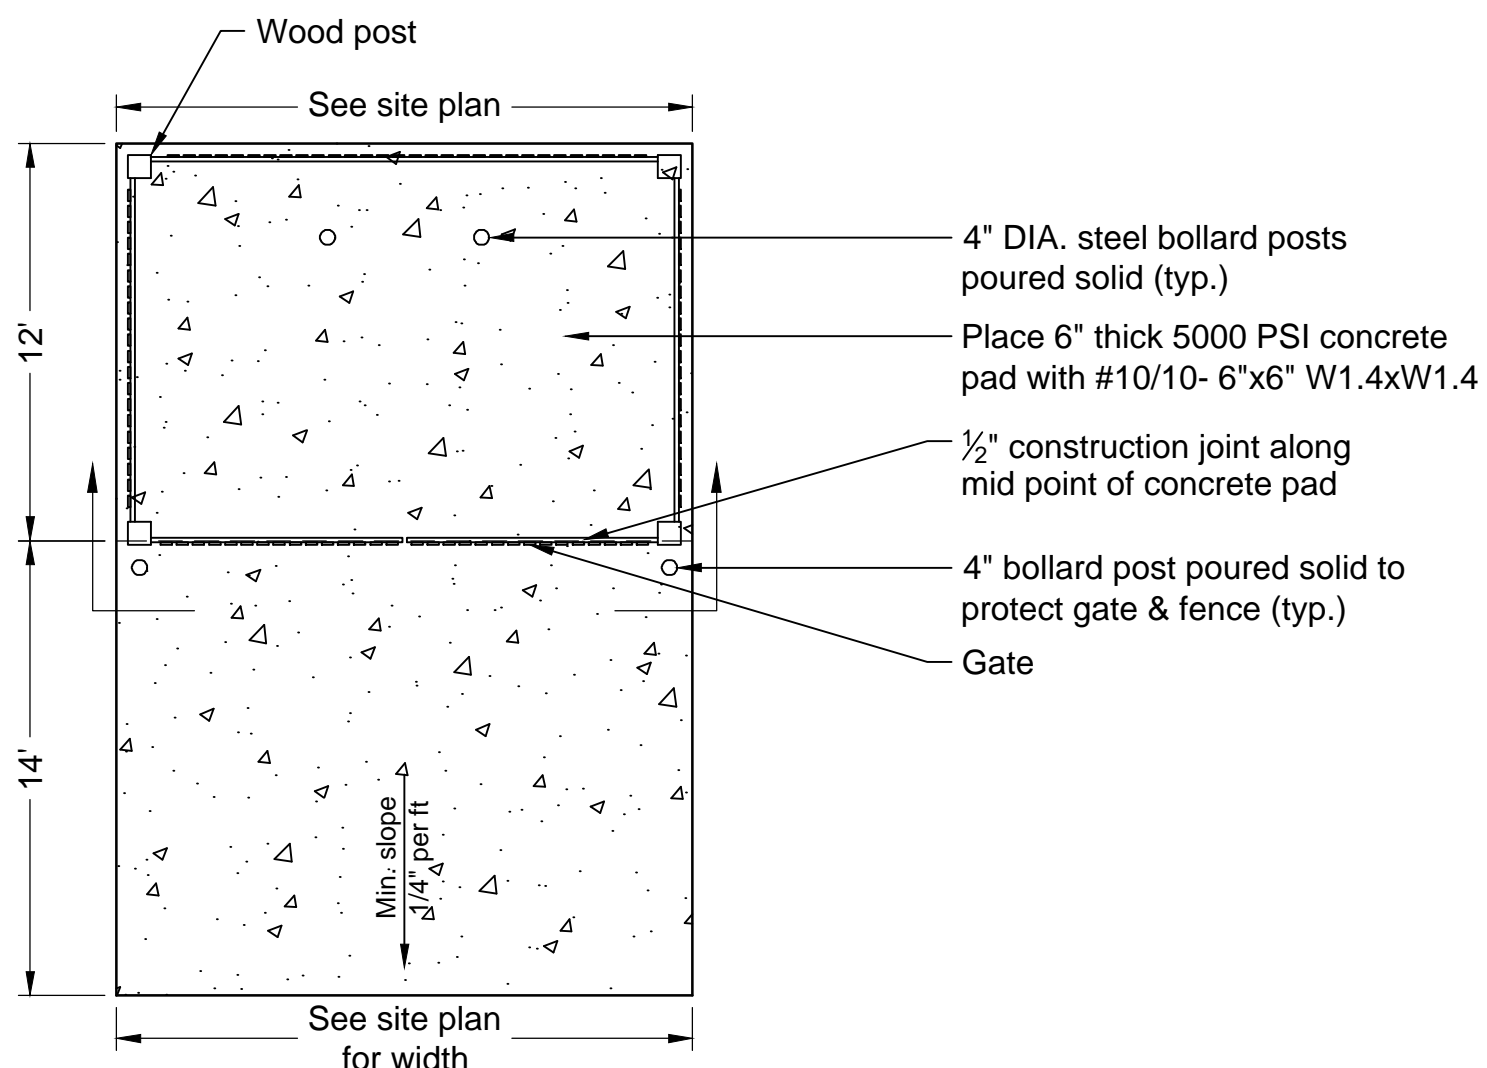 Wood post
See site plan
12'
4" DIA. steel bollard posts
poured solid (typ.)
Place 6" thick 5000 PSI concrete
pad with #10/10- 6"x6" W1.4xW1.4
½" construction joint along
mid point of concrete pad
4" bollard post poured solid to
protect gate & fence (typ.)
Gate
14'
Min. slope
1/4" per ft
See site plan
for width